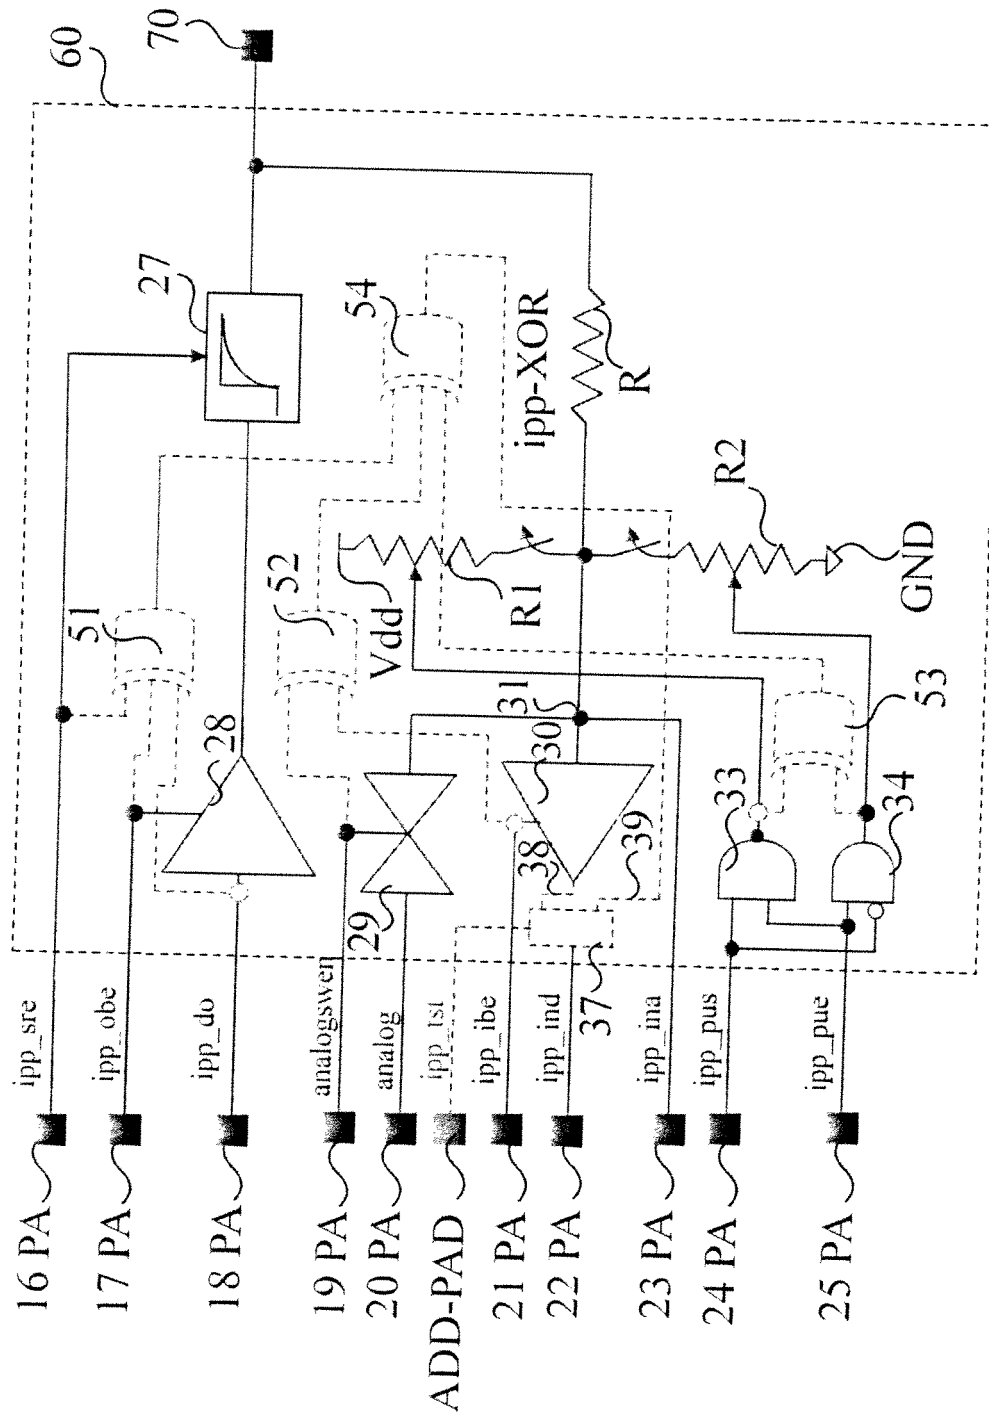 16 PA
ipp_sre
17 PA
ipp_obe
18 PA
ipp_do
19 PA
analogswen
20 PA
analog
ADD-PAD
ipp_tst
21 PA
ipp_ibe
22 PA
ipp_ind
23 PA
ipp_ina
24 PA
ipp_pus
25 PA
ipp_pue
60
70
27
28
51
52
54
29
30
31
38
39
37
33
34
53
Vdd
R1
R2
GND
R
ipp-XOR